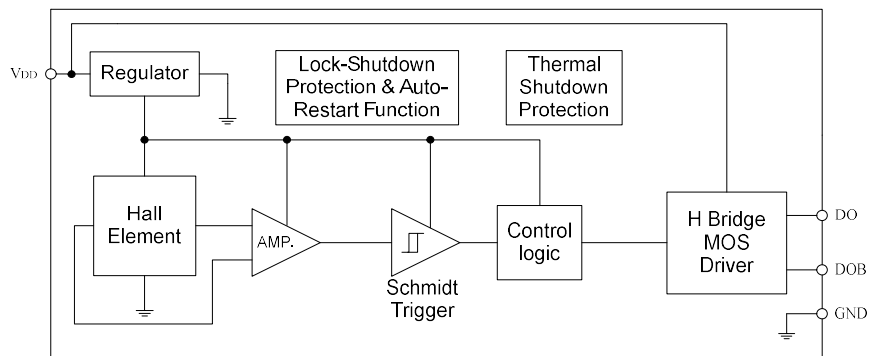 VDD
Regulator
Lock-Shutdown
Protection & Auto-
Restart Function
Thermal
Shutdown
Protection
Hall
Element
AMP.
Schmidt
Trigger
Control
logic
H Bridge
MOS
Driver
DO
DOB
GND